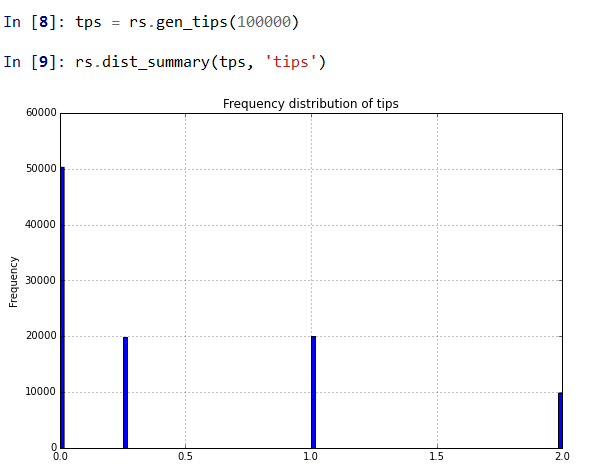 In [8]: tps = rs.gen_tips(100000)
In [9]: rs.dist_summary(tps, 'tips')
Frequency distribution of tips
60000
50000
40000
30000
20000
10000
0
Frequency
0.0 0.5 1.0 1.5 2.0